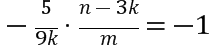 − 5/9k · (n − 3k)/m = −1